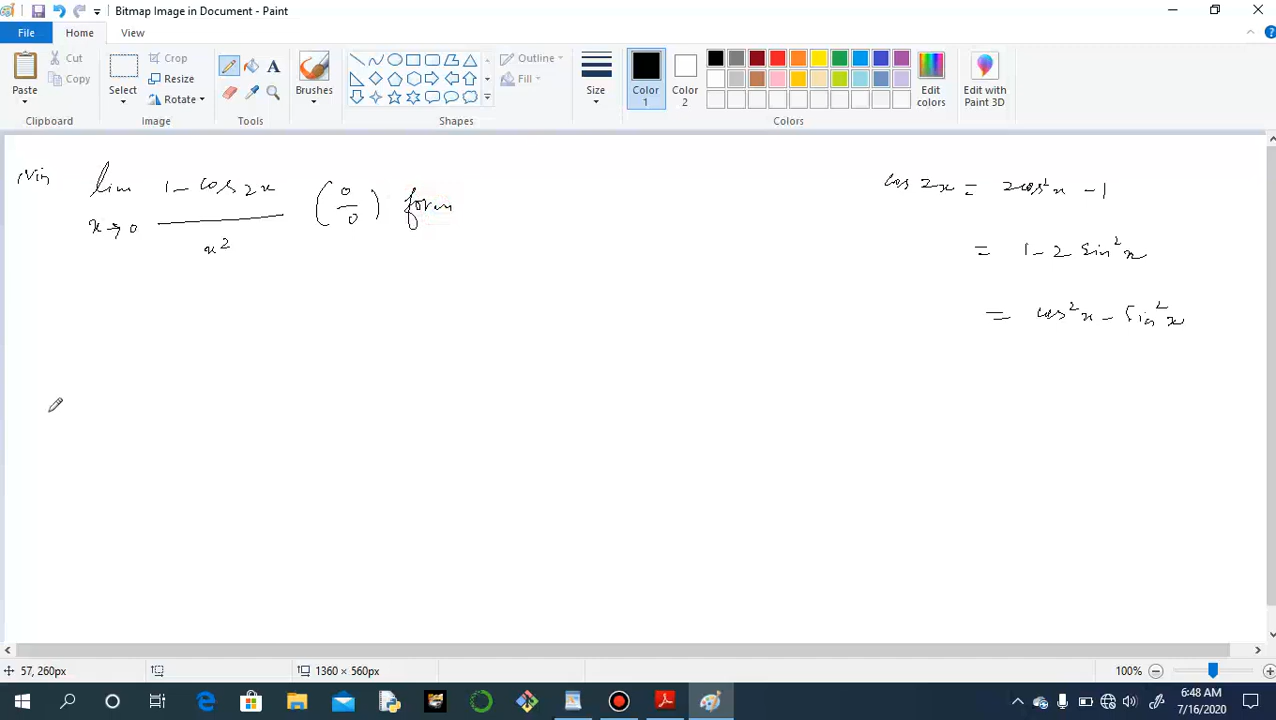 Bitmap Image in Document - Paint
File Home View
Paste Cut Copy Clipboard
Select Crop Resize Rotate Image
Tools
Brushes
Outline Fill Shapes
Size
Color 1 Color 2 Edit colors Colors
Edit with Paint 3D
lim x→0 (1 - cos 2x) / x² (0/0) form
cos 2x = 2cos²x - 1
= 1 - 2 Sin²x
= cos²x - Sin²x
57, 260px 1360 × 560px 100%
6:48 AM
7/16/2020